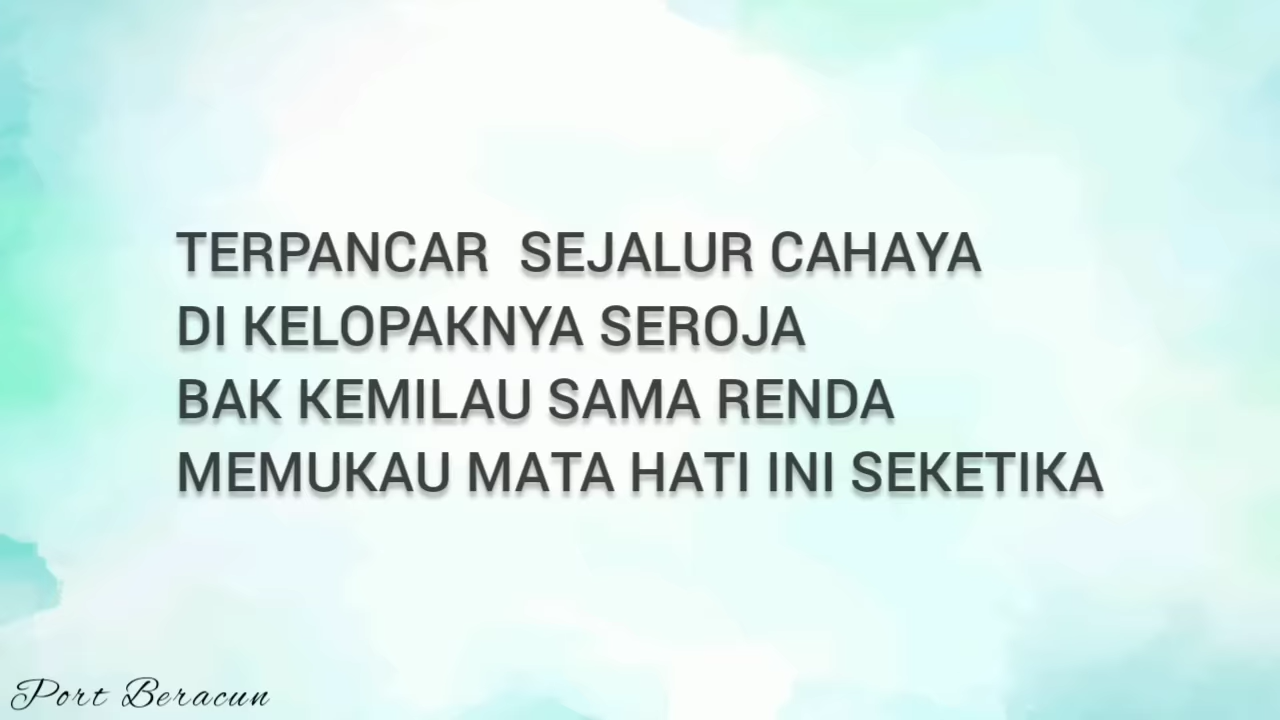 TERPANCAR  SEJALUR CAHAYA
DI KELOPAKNYA SEROJA
BAK KEMILAU SAMA RENDA
MEMUKAU MATA HATI INI SEKETIKA
Port Beracun